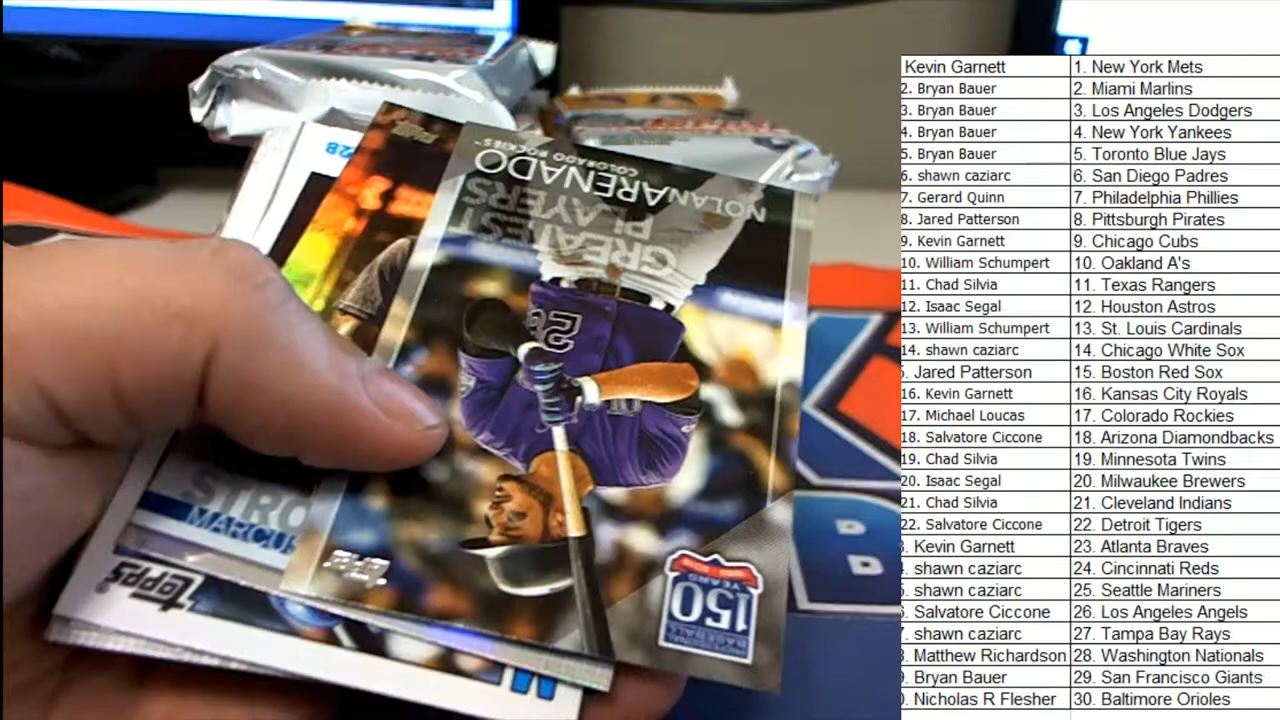 NOLAN ARENADO
COLORADO ROCKIES™
GREATEST
PLAYERS
26
topps
150
YEARS
PROFESSIONAL
BASEBALL
topps
2B
STRO
MARCUS
topps
Kevin Garnett 1. New York Mets
2. Bryan Bauer 2. Miami Marlins
3. Bryan Bauer 3. Los Angeles Dodgers
4. Bryan Bauer 4. New York Yankees
5. Bryan Bauer 5. Toronto Blue Jays
6. shawn caziarc 6. San Diego Padres
7. Gerard Quinn 7. Philadelphia Phillies
8. Jared Patterson 8. Pittsburgh Pirates
9. Kevin Garnett 9. Chicago Cubs
10. William Schumpert 10. Oakland A's
11. Chad Silvia 11. Texas Rangers
12. Isaac Segal 12. Houston Astros
13. William Schumpert 13. St. Louis Cardinals
14. shawn caziarc 14. Chicago White Sox
. Jared Patterson 15. Boston Red Sox
16. Kevin Garnett 16. Kansas City Royals
17. Michael Loucas 17. Colorado Rockies
18. Salvatore Ciccone 18. Arizona Diamondbacks
19. Chad Silvia 19. Minnesota Twins
20. Isaac Segal 20. Milwaukee Brewers
21. Chad Silvia 21. Cleveland Indians
22. Salvatore Ciccone 22. Detroit Tigers
. Kevin Garnett 23. Atlanta Braves
. shawn caziarc 24. Cincinnati Reds
. shawn caziarc 25. Seattle Mariners
. Salvatore Ciccone 26. Los Angeles Angels
. shawn caziarc 27. Tampa Bay Rays
. Matthew Richardson 28. Washington Nationals
. Bryan Bauer 29. San Francisco Giants
. Nicholas R Flesher 30. Baltimore Orioles